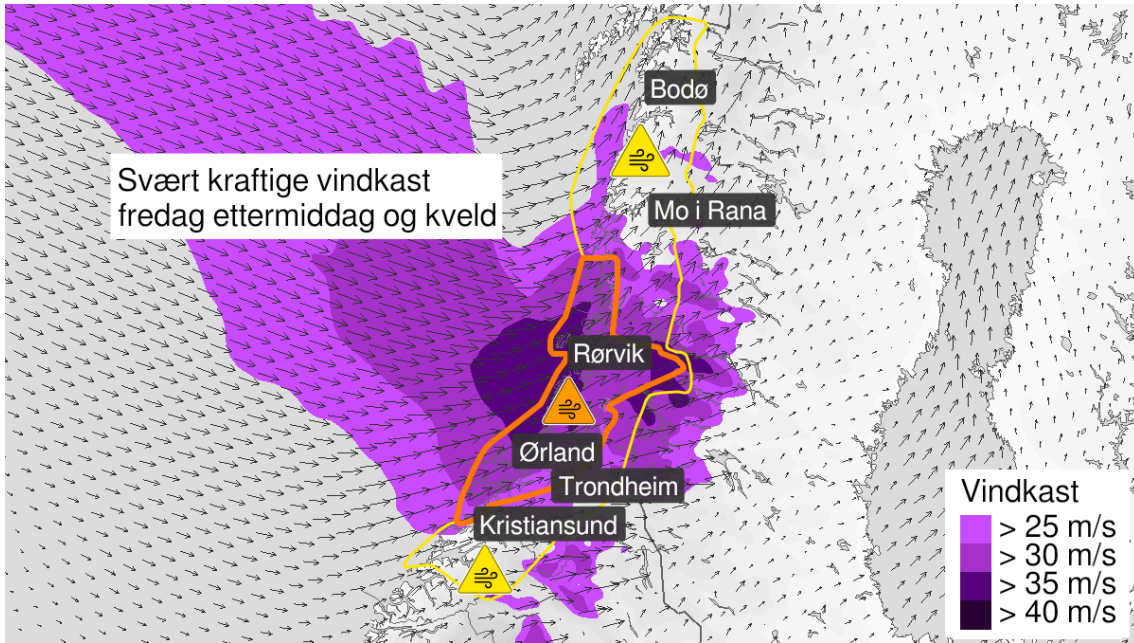 Bodø
Svært kraftige vindkast
fredag ettermiddag og kveld
Mo i Rana
Rørvik
Ørland
Trondheim
Kristiansund
Vindkast
> 25 m/s
> 30 m/s
> 35 m/s
> 40 m/s